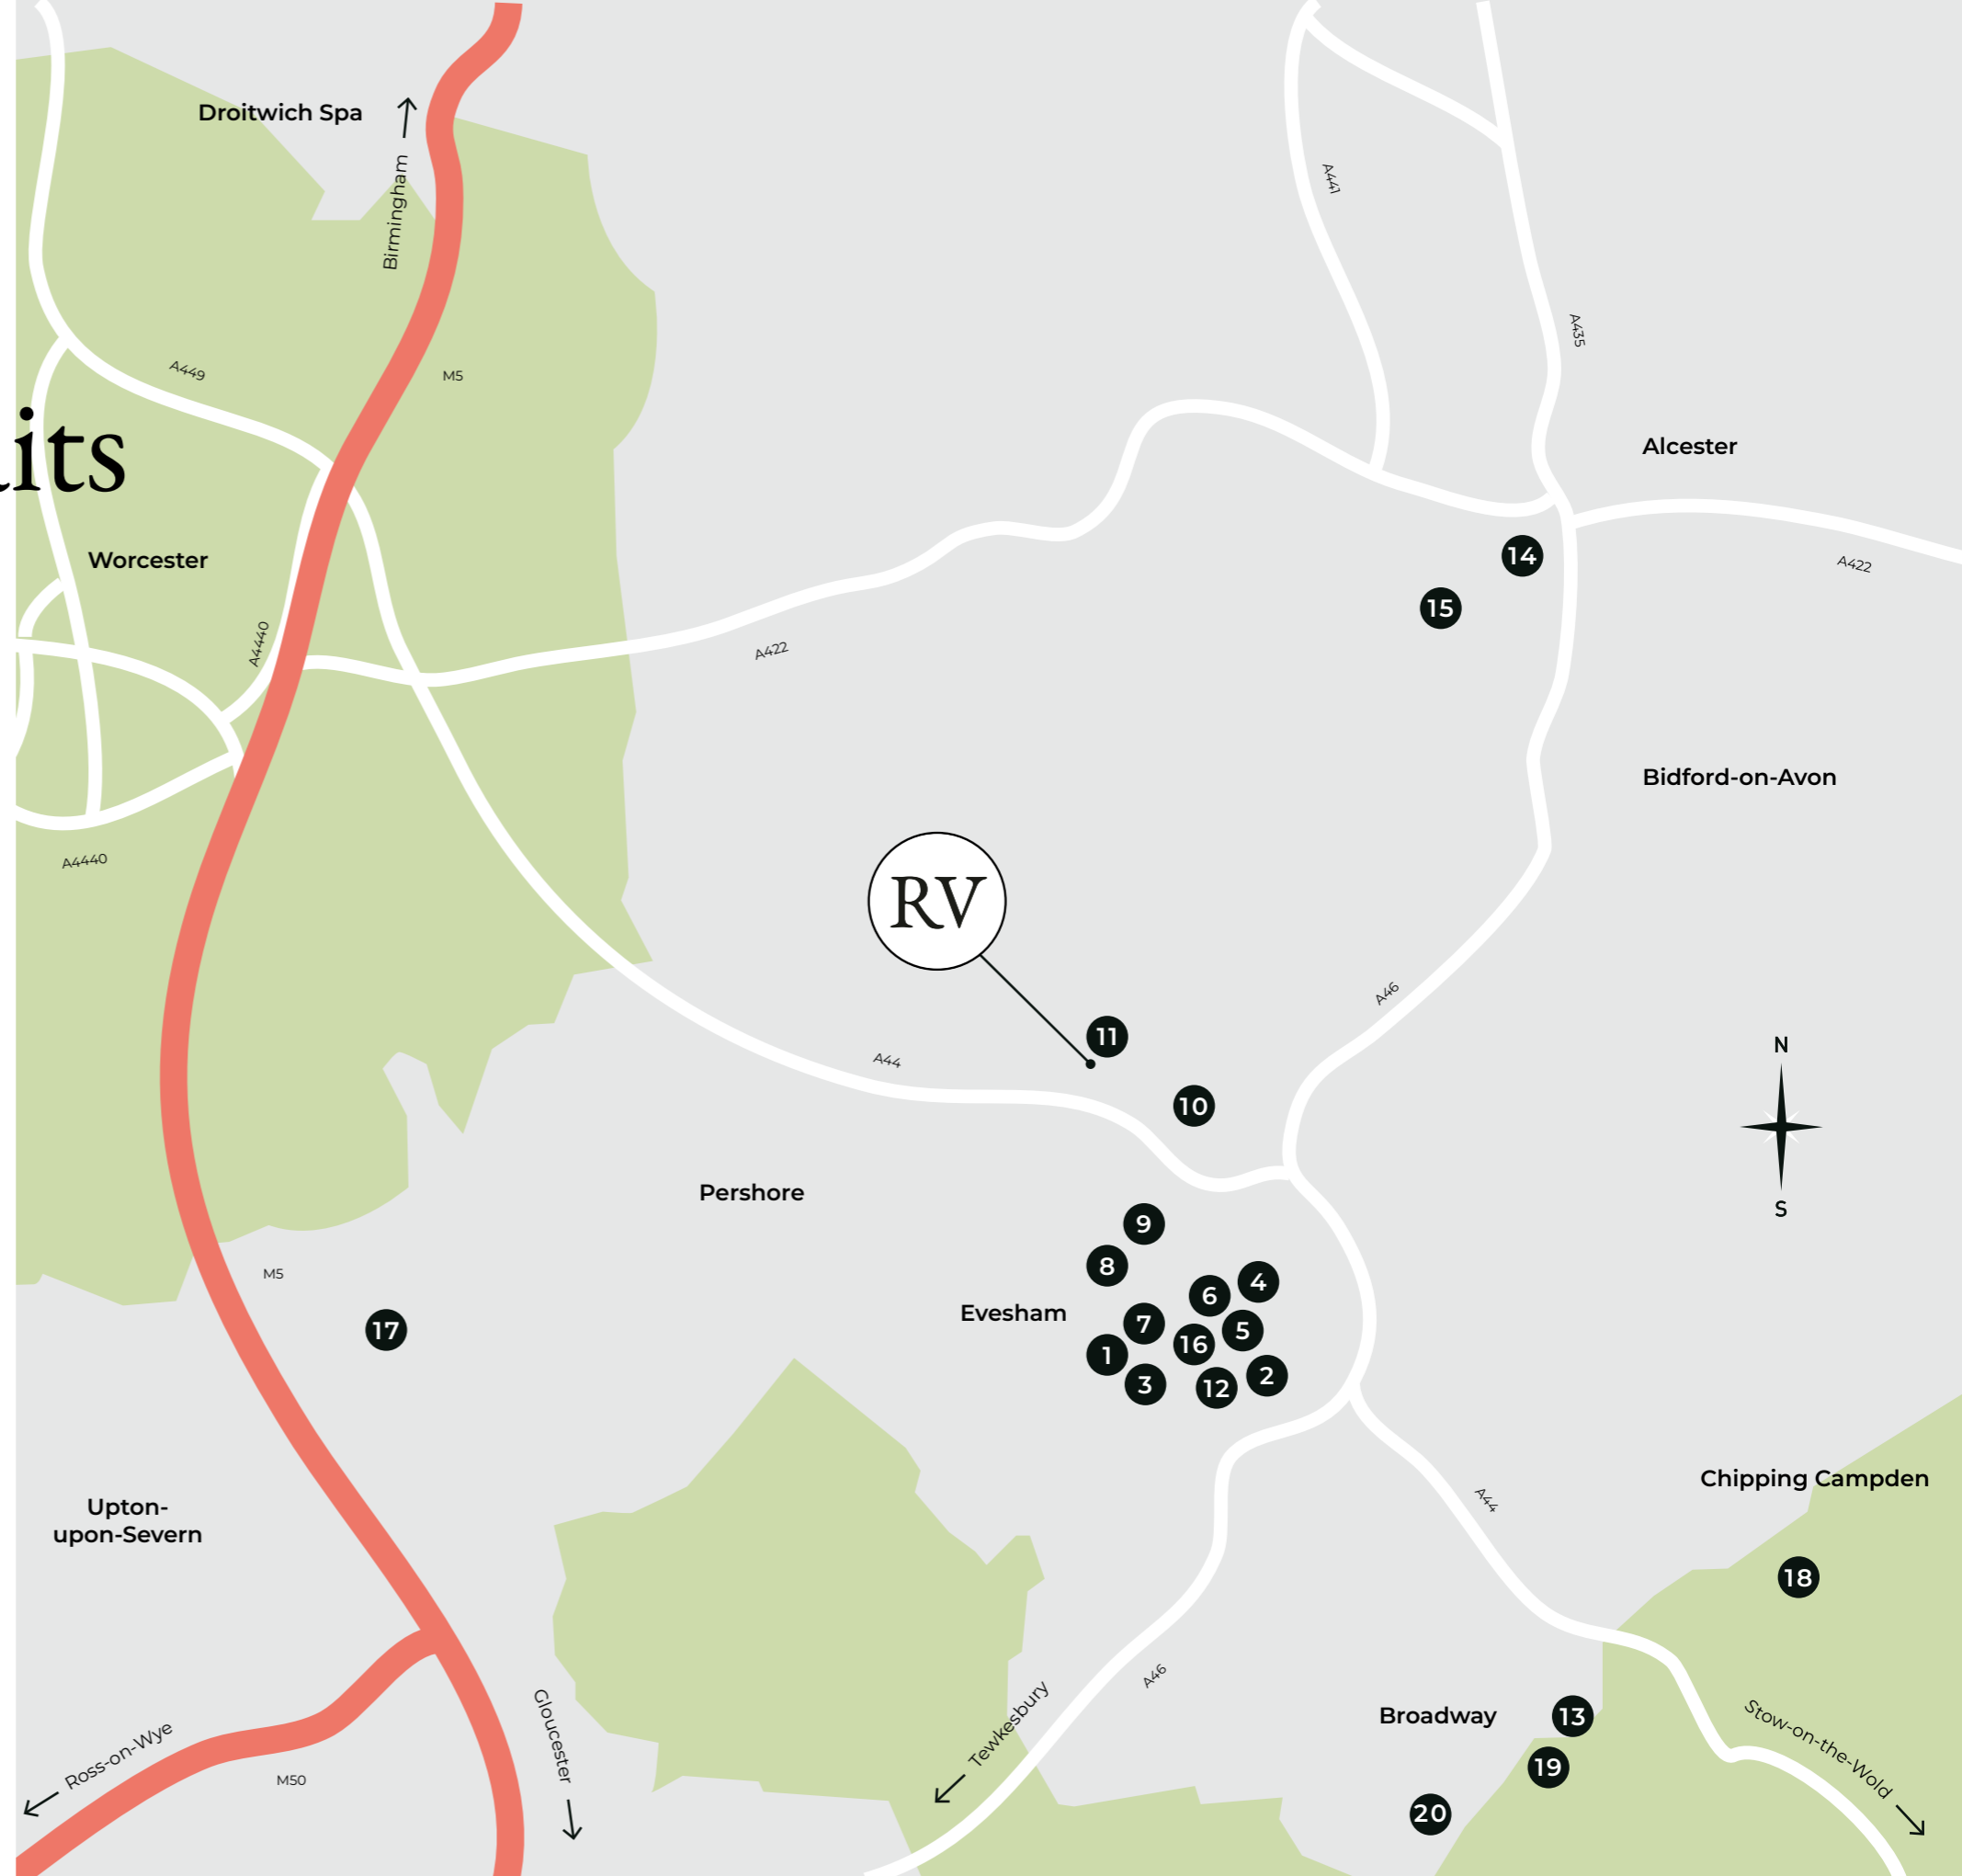 Droitwich Spa
Birmingham
A441
A435
A449
M5
its
Alcester
Worcester
14
A422
15
A4440
A422
Bidford-on-Avon
A4440
RV
A46
11
N
A44
10
Pershore
S
9
8
M5
4
6
Evesham
7
5
17
16
1
2
3
12
Chipping Campden
A44
Upton-
upon-Severn
18
A46
Tewkesbury
Gloucester
Broadway
13
Stow-on-the-Wold
Ross-on-Wye
19
M50
20